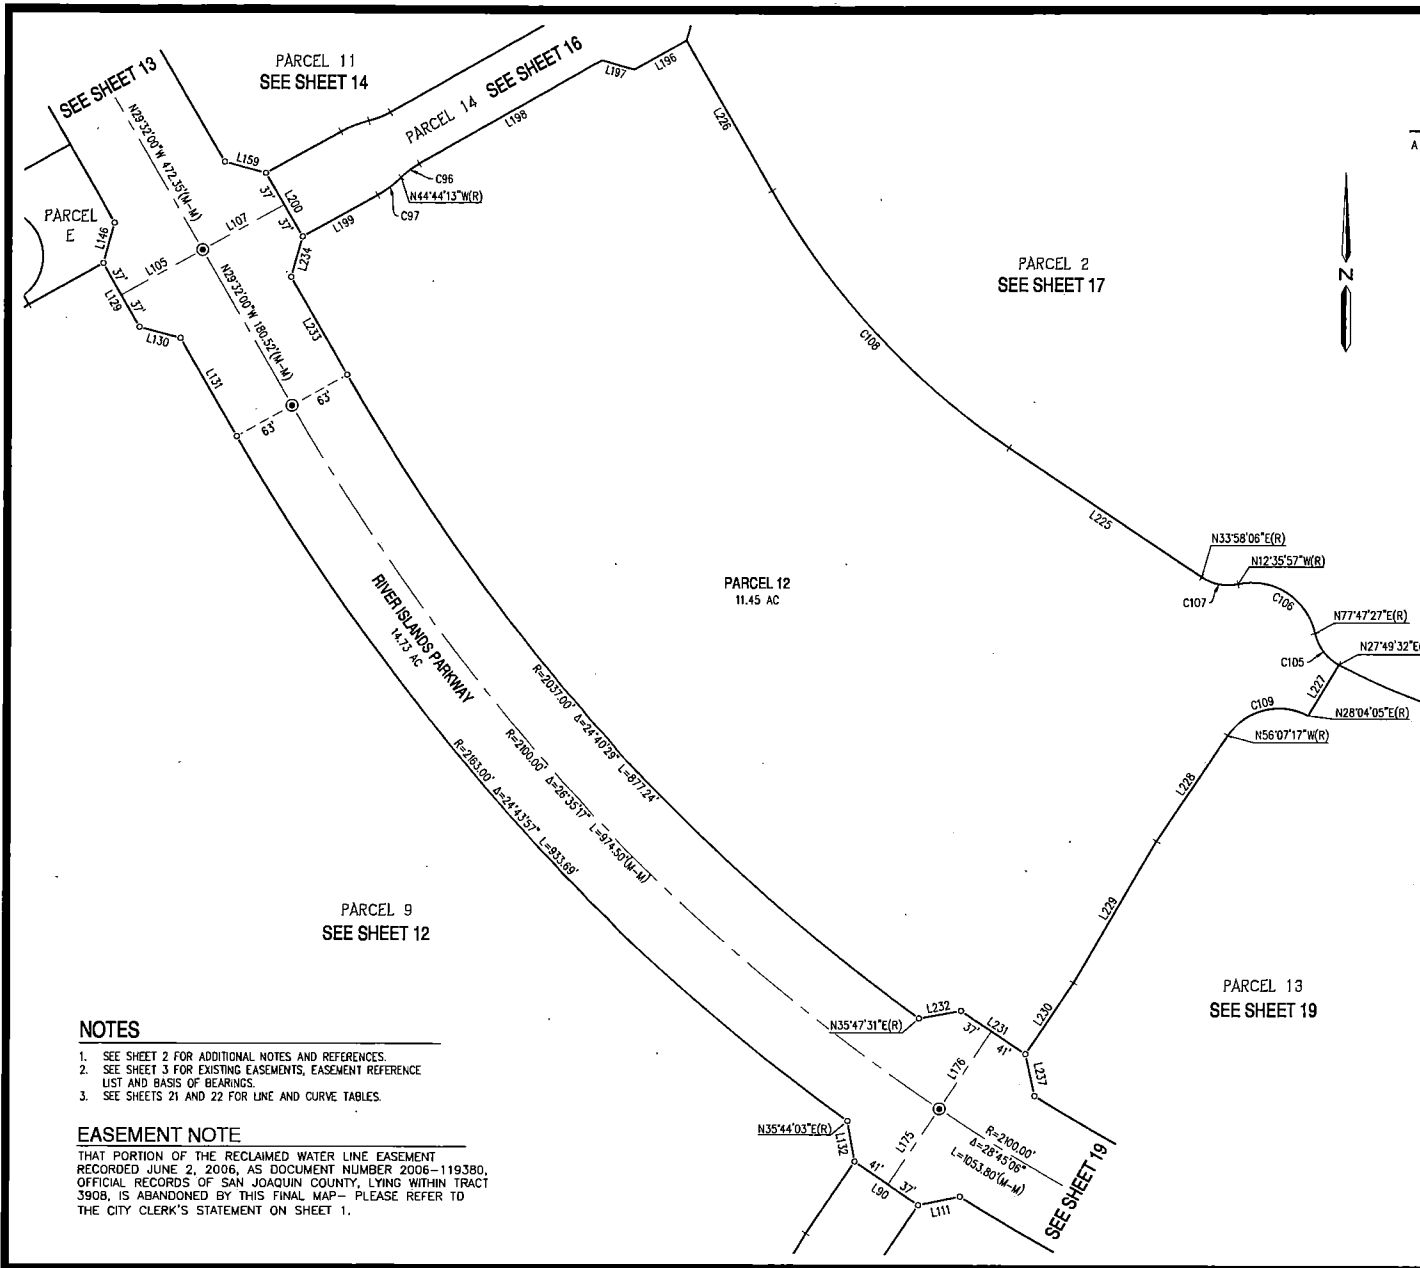 PARCEL 11
SEE SHEET 14
SEE SHEET 13
PARCEL 14
SEE SHEET 16
L197
L196
L198
L226
A
N29°32'00"W 472.35'(M-M)
L159
37'
L200
37'
C96
N44°44'13"W(R)
C97
L199
L107
L105
PARCEL
E
L146
37'
L129
37'
L130
L234
N29°32'00"W 180.52'(M-M)
L233
L131
63'
63'
PARCEL 2
SEE SHEET 17
N
C108
L225
N33°58'06"E(R)
N12°35'57"W(R)
C107
C106
N77°47'27"E(R)
C105
N27°49'32"E(
L227
C109
N28°04'05"E(R)
N56°07'17"W(R)
L228
PARCEL 12
11.45 AC
RIVER ISLANDS PARKWAY
14.73 AC
R=2037.00' Δ=24°40'29" L=877.24'
R=2100.00' Δ=26°35'17" L=974.50'(M-M)
R=2163.00' Δ=24°43'57" L=933.69'
L229
PARCEL 9
SEE SHEET 12
PARCEL 13
SEE SHEET 19
L230
L232
N35°47'31"E(R)
37'
L231
41'
L237
L176
L175
N35°44'03"E(R)
L132
41'
L90
37'
L111
R=2100.00'
Δ=28°45'06"
L=1053.80'(M-M)
SEE SHEET 19
NOTES
1. SEE SHEET 2 FOR ADDITIONAL NOTES AND REFERENCES.
2. SEE SHEET 3 FOR EXISTING EASEMENTS, EASEMENT REFERENCE
LIST AND BASIS OF BEARINGS.
3. SEE SHEETS 21 AND 22 FOR LINE AND CURVE TABLES.
EASEMENT NOTE
THAT PORTION OF THE RECLAIMED WATER LINE EASEMENT
RECORDED JUNE 2, 2006, AS DOCUMENT NUMBER 2006-119380,
OFFICIAL RECORDS OF SAN JOAQUIN COUNTY, LYING WITHIN TRACT
3908, IS ABANDONED BY THIS FINAL MAP- PLEASE REFER TO
THE CITY CLERK'S STATEMENT ON SHEET 1.